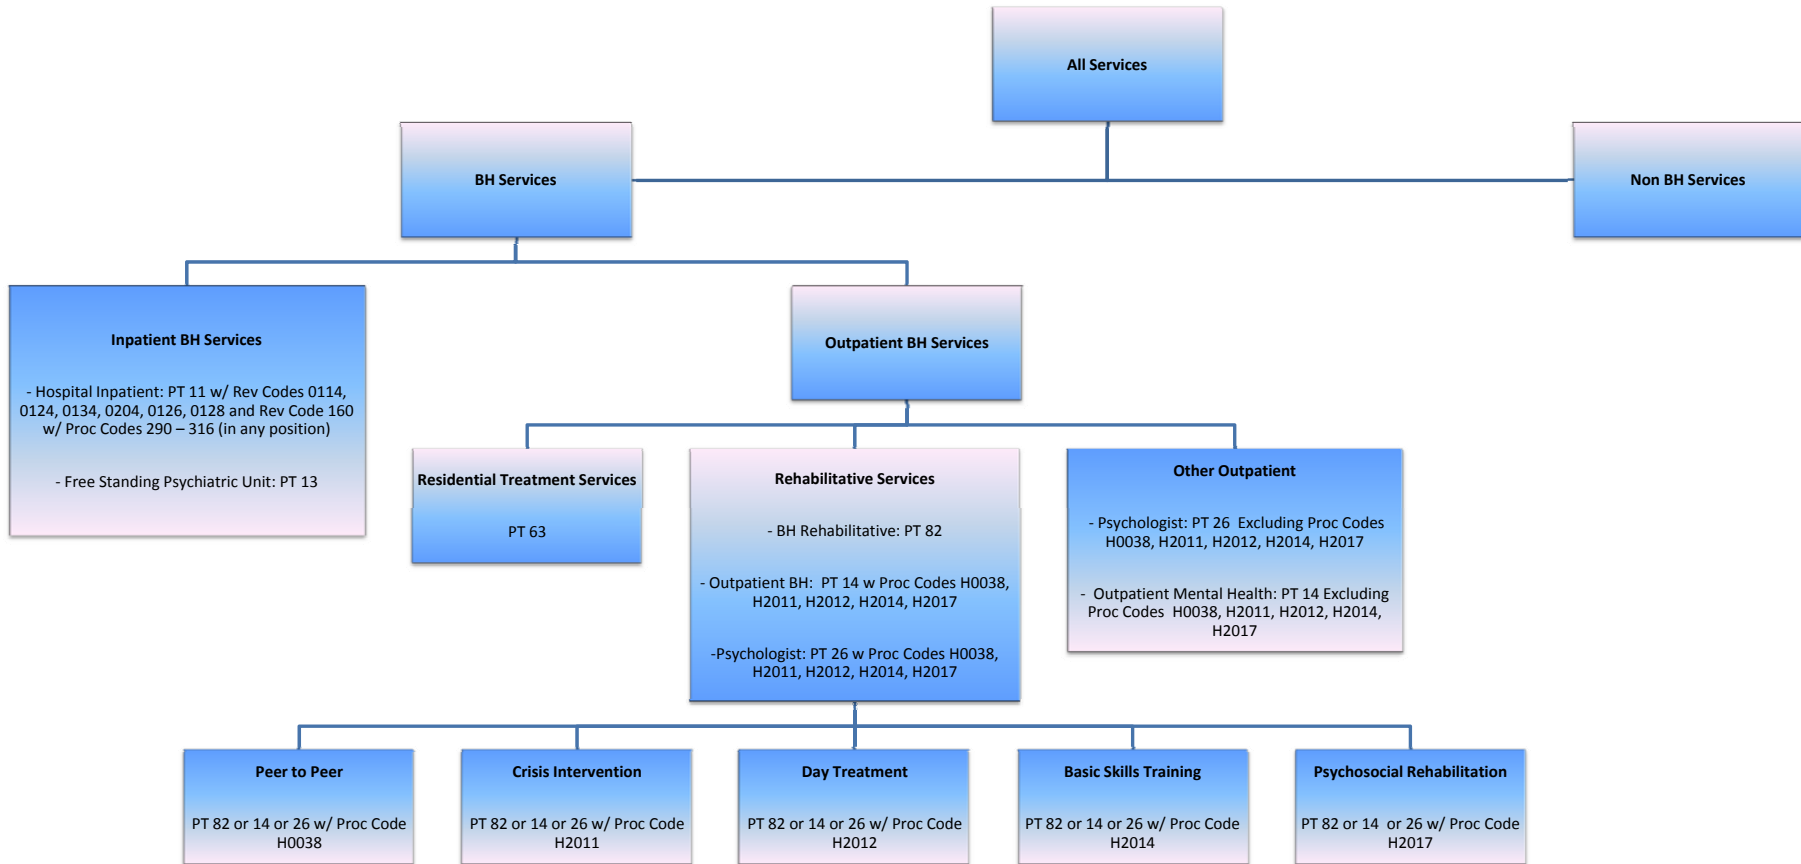 All Services
BH Services
Non BH Services
Inpatient BH Services
- Hospital Inpatient: PT 11 w/ Rev Codes 0114,
0124, 0134, 0204, 0126, 0128 and Rev Code 160
w/ Proc Codes 290 – 316 (in any position)
- Free Standing Psychiatric Unit: PT 13
Outpatient BH Services
Residential Treatment Services
PT 63
Rehabilitative Services
- BH Rehabilitative: PT 82
- Outpatient BH:  PT 14 w Proc Codes H0038,
H2011, H2012, H2014, H2017
-Psychologist: PT 26 w Proc Codes H0038,
H2011, H2012, H2014, H2017
Other Outpatient
- Psychologist: PT 26  Excluding Proc Codes
H0038, H2011, H2012, H2014, H2017
-  Outpatient Mental Health: PT 14 Excluding
Proc Codes  H0038, H2011, H2012, H2014,
H2017
Peer to Peer
PT 82 or 14 or 26 w/ Proc Code
H0038
Crisis Intervention
PT 82 or 14 or 26 w/ Proc Code
H2011
Day Treatment
PT 82 or 14 or 26 w/ Proc Code
H2012
Basic Skills Training
PT 82 or 14 or 26 w/ Proc Code
H2014
Psychosocial Rehabilitation
PT 82 or 14  or 26 w/ Proc Code
H2017